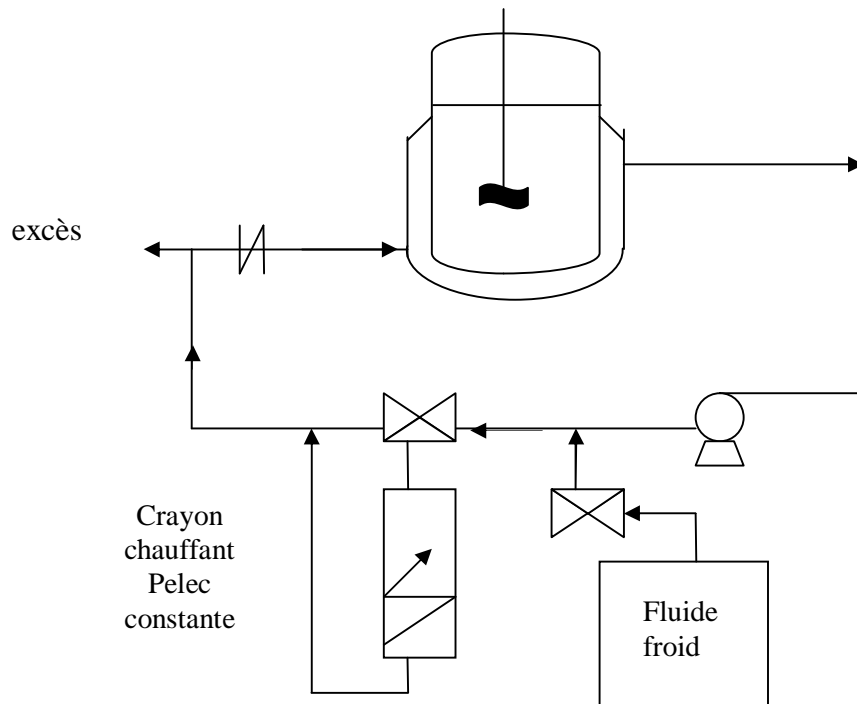 excès
Crayon
chauffant
Pelec
constante
Fluide
froid